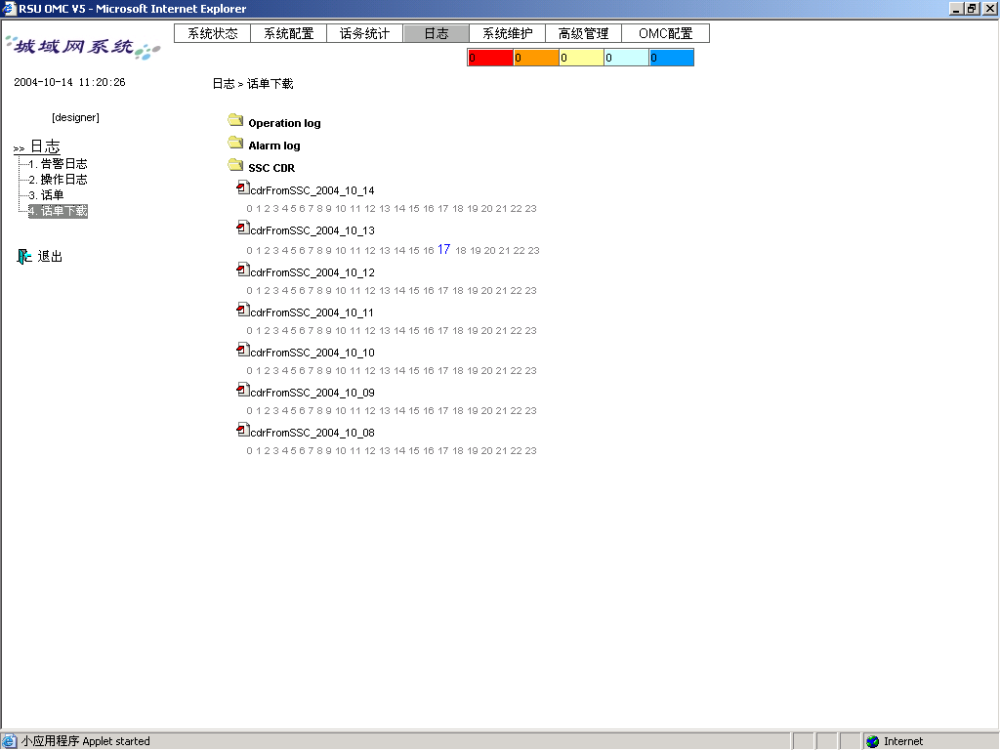 RSU OMC V5 - Microsoft Internet Explorer
城域网系统
系统状态 系统配置 话务统计 日志 系统维护 高级管理 OMC配置
0 0 0 0 0
2004-10-14 11:20:26
日志 > 话单下载
[designer]
>> 日志
1. 告警日志
2. 操作日志
3. 话单
4. 话单下载
退出
Operation log
Alarm log
SSC CDR
cdrFromSSC_2004_10_14
0 1 2 3 4 5 6 7 8 9 10 11 12 13 14 15 16 17 18 19 20 21 22 23
cdrFromSSC_2004_10_13
0 1 2 3 4 5 6 7 8 9 10 11 12 13 14 15 16 17 18 19 20 21 22 23
cdrFromSSC_2004_10_12
0 1 2 3 4 5 6 7 8 9 10 11 12 13 14 15 16 17 18 19 20 21 22 23
cdrFromSSC_2004_10_11
0 1 2 3 4 5 6 7 8 9 10 11 12 13 14 15 16 17 18 19 20 21 22 23
cdrFromSSC_2004_10_10
0 1 2 3 4 5 6 7 8 9 10 11 12 13 14 15 16 17 18 19 20 21 22 23
cdrFromSSC_2004_10_09
0 1 2 3 4 5 6 7 8 9 10 11 12 13 14 15 16 17 18 19 20 21 22 23
cdrFromSSC_2004_10_08
0 1 2 3 4 5 6 7 8 9 10 11 12 13 14 15 16 17 18 19 20 21 22 23
小应用程序 Applet started
Internet